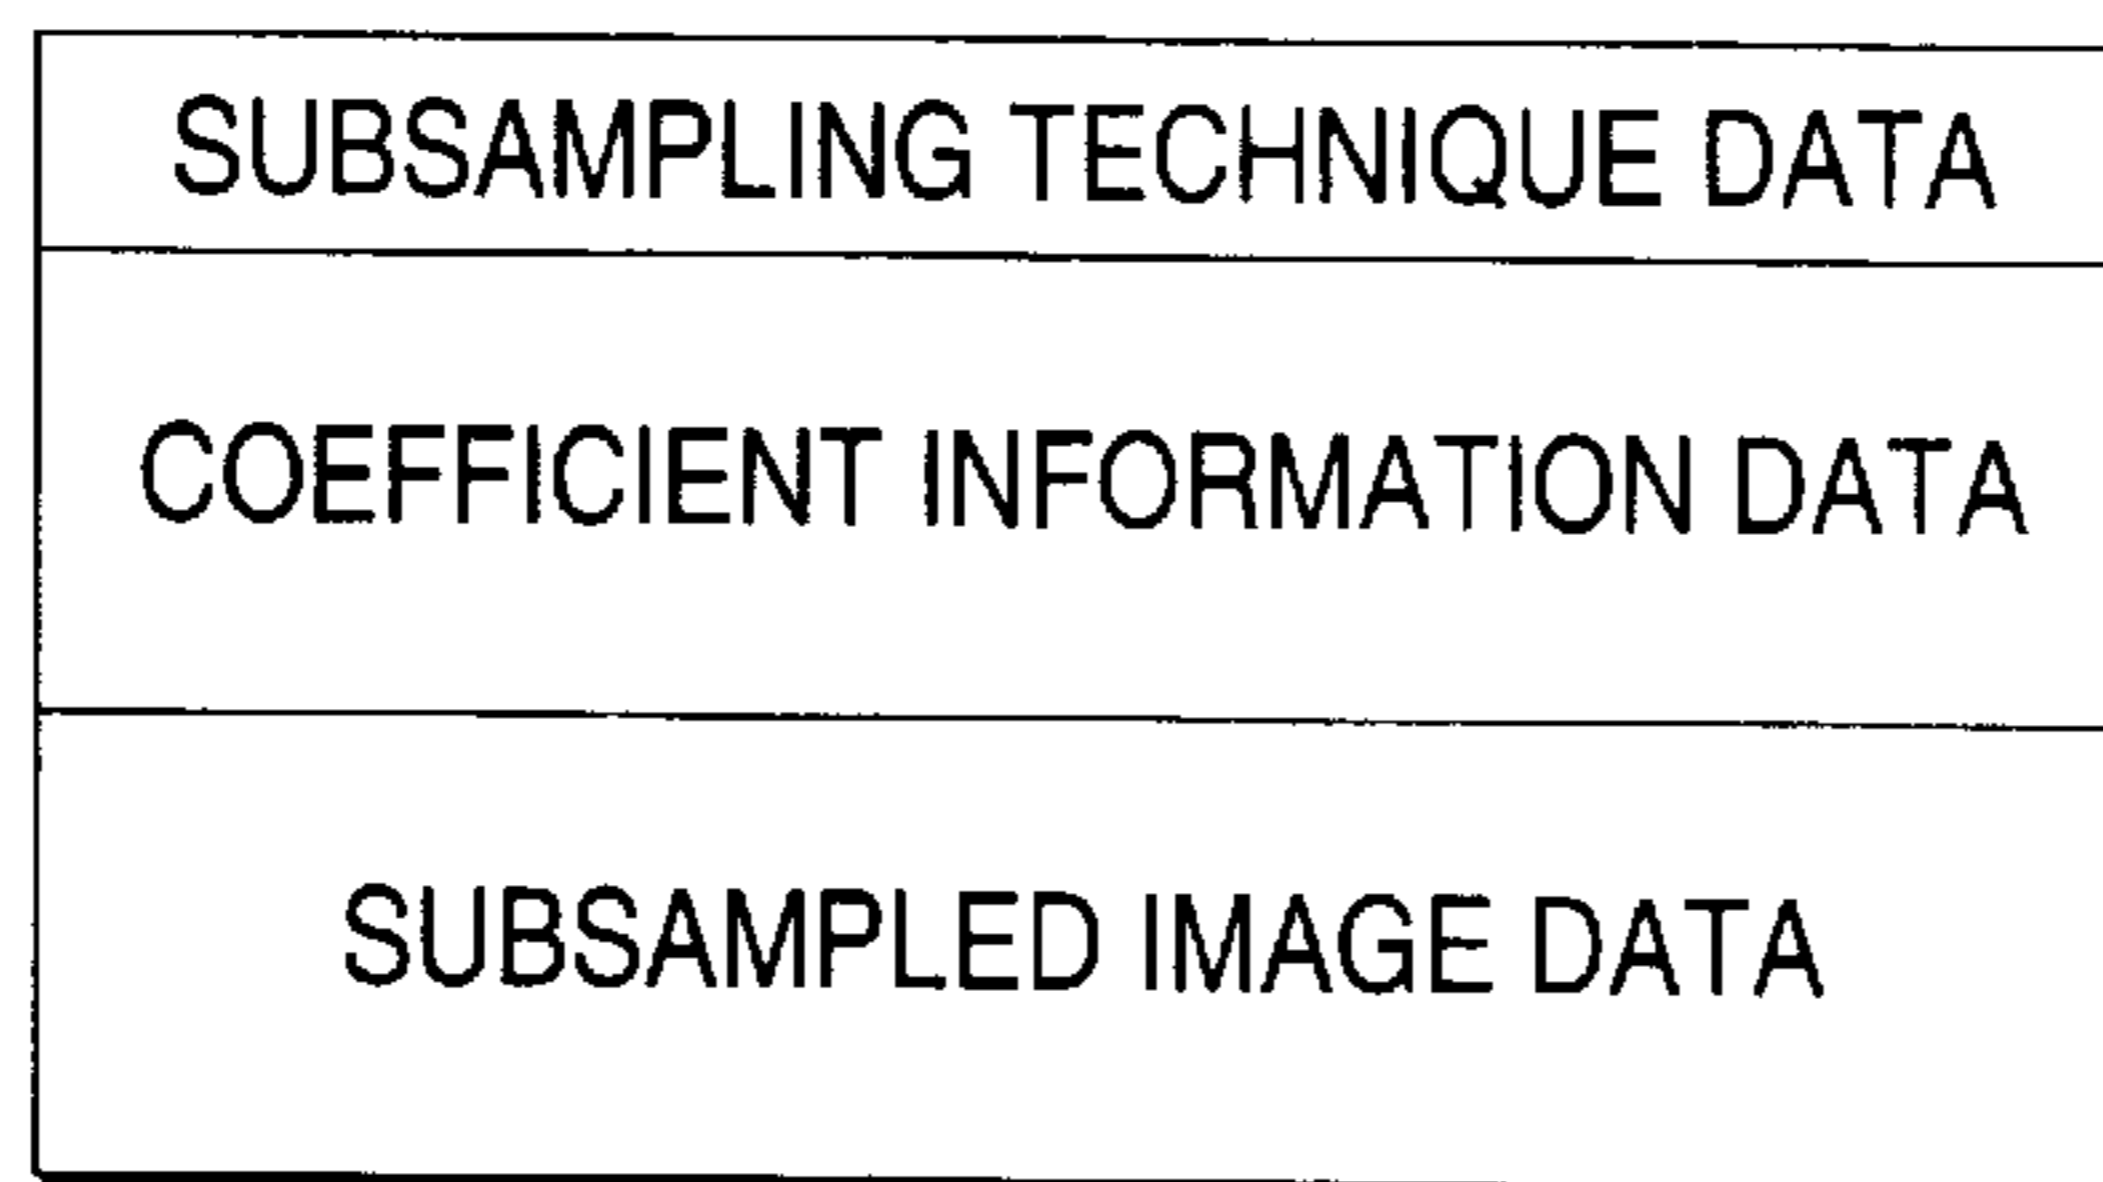 SUBSAMPLING TECHNIQUE DATA
COEFFICIENT INFORMATION DATA
SUBSAMPLED IMAGE DATA